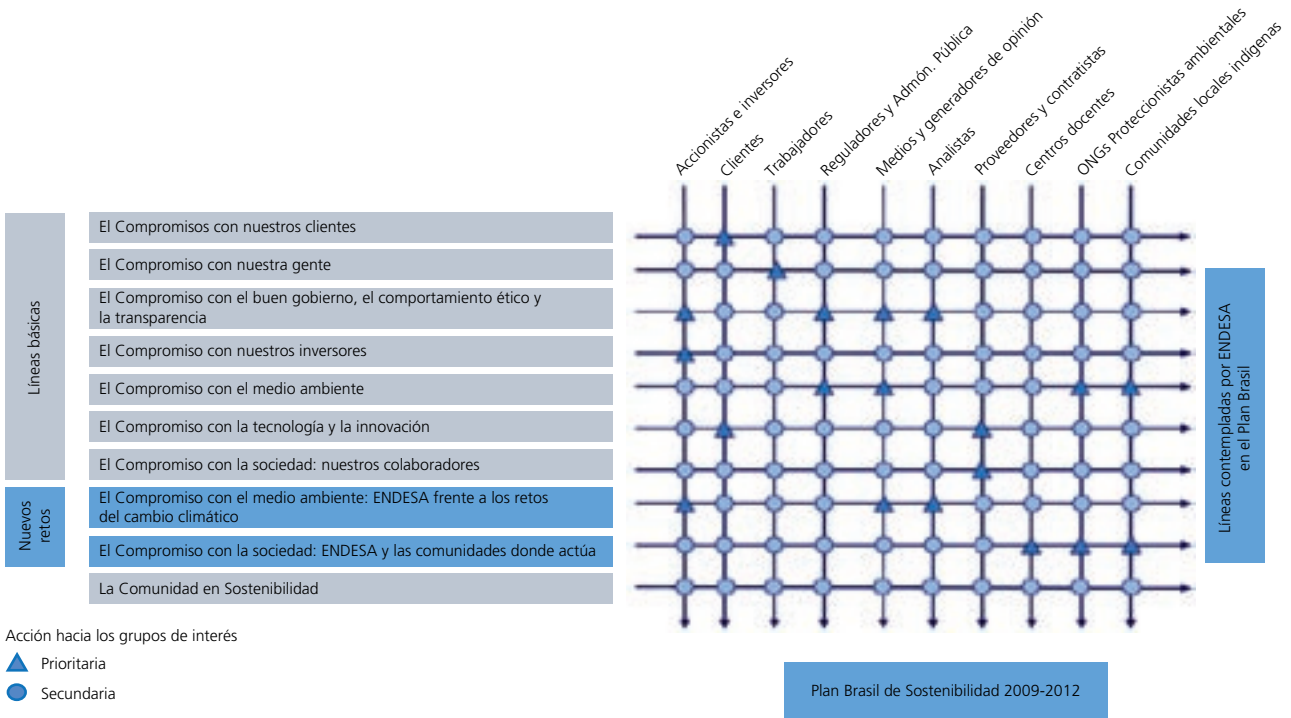 Accionistas e inversores
Clientes
Trabajadores
Reguladores y Admón. Pública
Medios y generadores de opinión
Analistas
Proveedores y contratistas
Centros docentes
ONGs Proteccionistas ambientales
Comunidades locales indígenas
Líneas básicas
El Compromisos con nuestros clientes
El Compromiso con nuestra gente
El Compromiso con el buen gobierno, el comportamiento ético y
la transparencia
El Compromiso con nuestros inversores
El Compromiso con el medio ambiente
El Compromiso con la tecnología y la innovación
El Compromiso con la sociedad: nuestros colaboradores
Nuevos
retos
El Compromiso con el medio ambiente: ENDESA frente a los retos
del cambio climático
El Compromiso con la sociedad: ENDESA y las comunidades donde actúa
La Comunidad en Sostenibilidad
Líneas contempladas por ENDESA
en el Plan Brasil
Acción hacia los grupos de interés
Prioritaria
Secundaria
Plan Brasil de Sostenibilidad 2009-2012